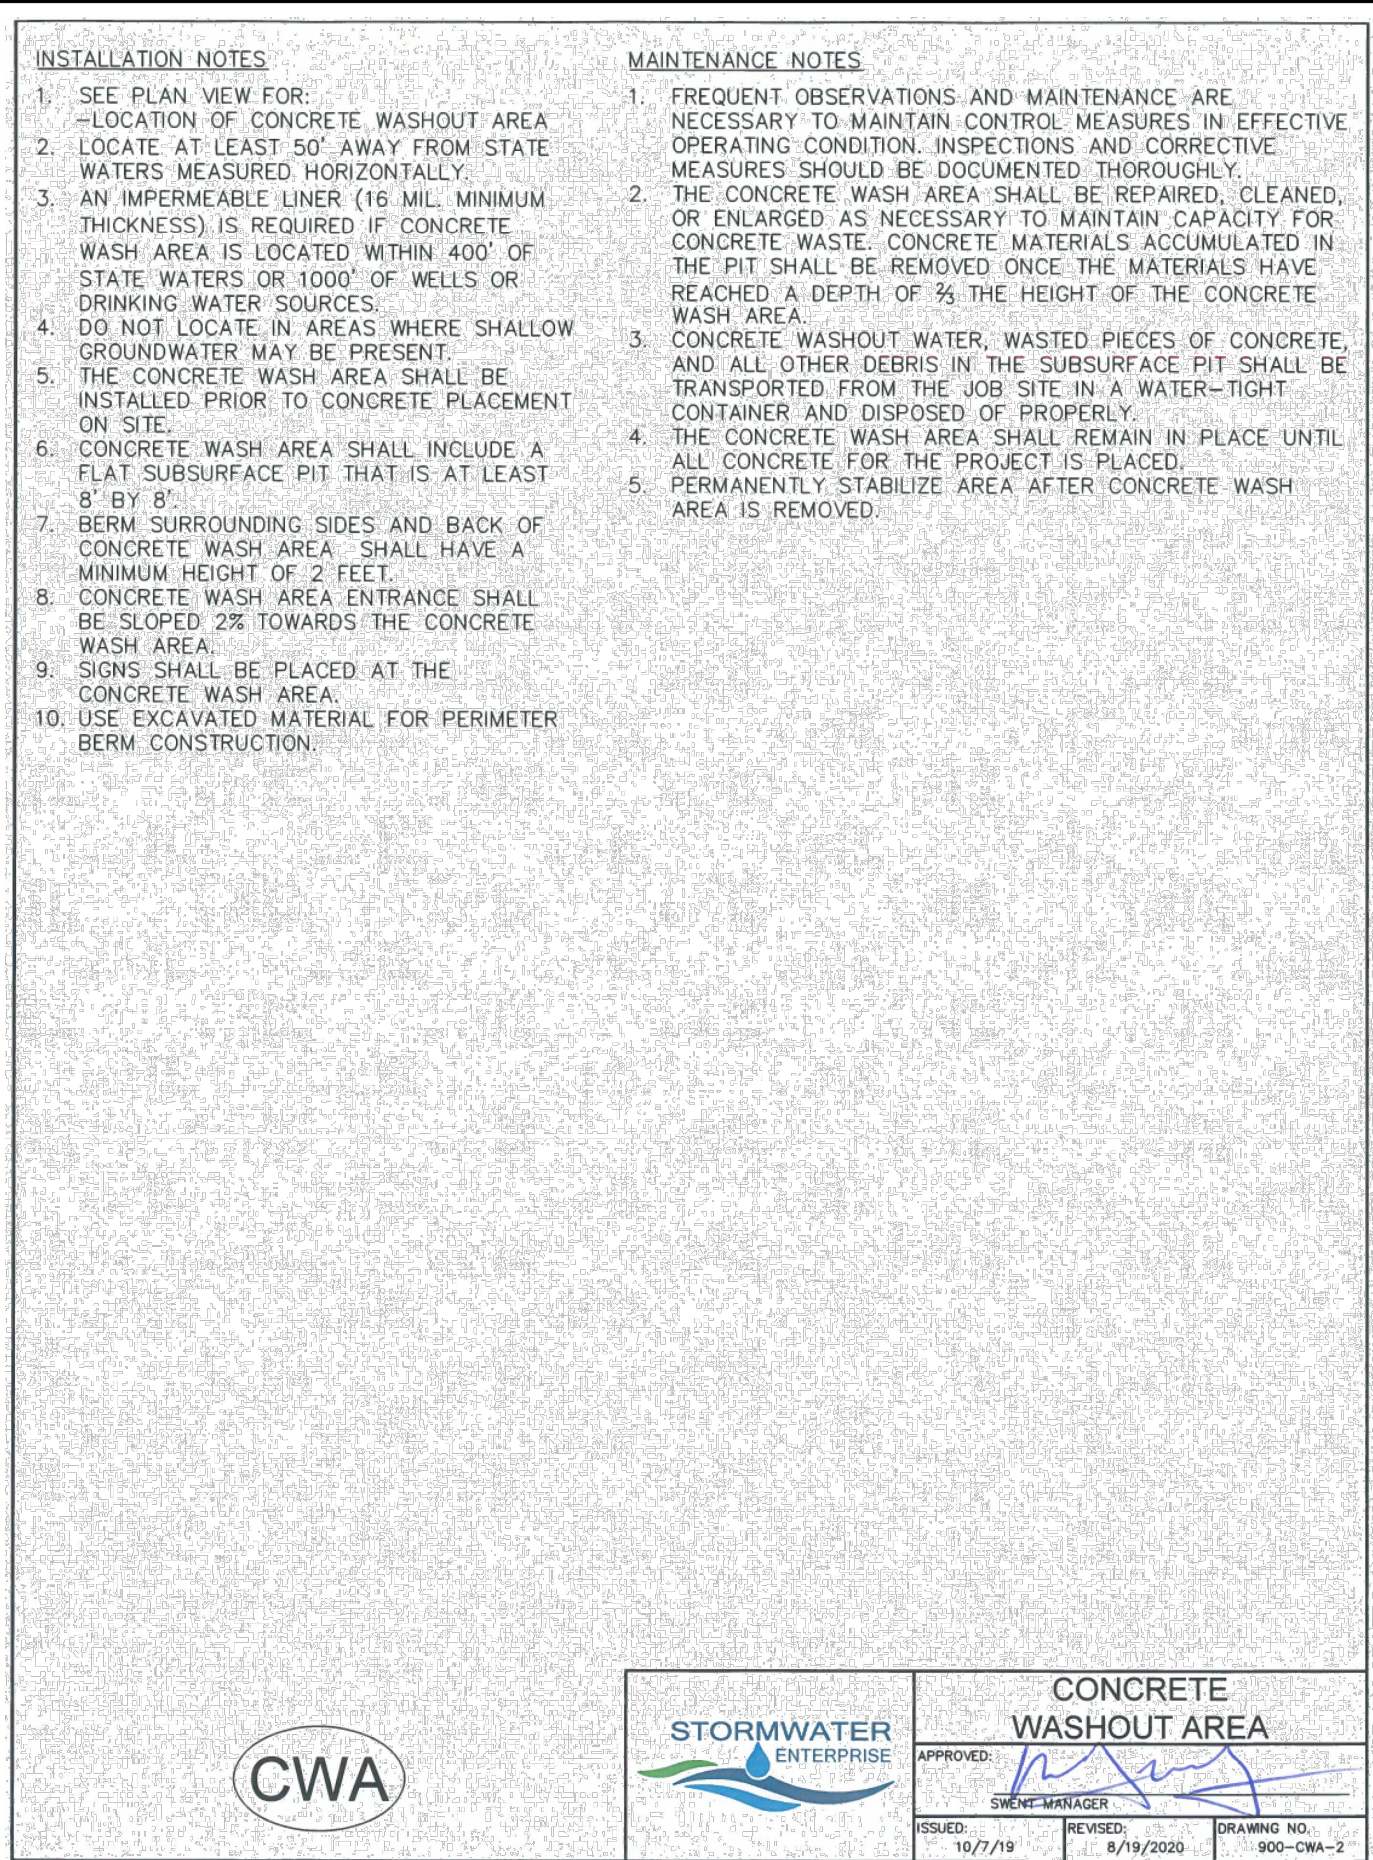 INSTALLATION NOTES
1. SEE PLAN VIEW FOR:
-LOCATION OF CONCRETE WASHOUT AREA
2. LOCATE AT LEAST 50' AWAY FROM STATE
WATERS MEASURED HORIZONTALLY.
3. AN IMPERMEABLE LINER (16 MIL. MINIMUM
THICKNESS) IS REQUIRED IF CONCRETE
WASH AREA IS LOCATED WITHIN 400' OF
STATE WATERS OR 1000' OF WELLS OR
DRINKING WATER SOURCES.
4. DO NOT LOCATE IN AREAS WHERE SHALLOW
GROUNDWATER MAY BE PRESENT.
5. THE CONCRETE WASH AREA SHALL BE
INSTALLED PRIOR TO CONCRETE PLACEMENT
ON SITE.
6. CONCRETE WASH AREA SHALL INCLUDE A
FLAT SUBSURFACE PIT THAT IS AT LEAST
8' BY 8'.
7. BERM SURROUNDING SIDES AND BACK OF
CONCRETE WASH AREA SHALL HAVE A
MINIMUM HEIGHT OF 2 FEET.
8. CONCRETE WASH AREA ENTRANCE SHALL
BE SLOPED 2% TOWARDS THE CONCRETE
WASH AREA.
9. SIGNS SHALL BE PLACED AT THE
CONCRETE WASH AREA.
10. USE EXCAVATED MATERIAL FOR PERIMETER
BERM CONSTRUCTION.
MAINTENANCE NOTES
1. FREQUENT OBSERVATIONS AND MAINTENANCE ARE
NECESSARY TO MAINTAIN CONTROL MEASURES IN EFFECTIVE
OPERATING CONDITION. INSPECTIONS AND CORRECTIVE
MEASURES SHOULD BE DOCUMENTED THOROUGHLY.
2. THE CONCRETE WASH AREA SHALL BE REPAIRED, CLEANED,
OR ENLARGED AS NECESSARY TO MAINTAIN CAPACITY FOR
CONCRETE WASTE. CONCRETE MATERIALS ACCUMULATED IN
THE PIT SHALL BE REMOVED ONCE THE MATERIALS HAVE
REACHED A DEPTH OF ⅔ THE HEIGHT OF THE CONCRETE
WASH AREA.
3. CONCRETE WASHOUT WATER, WASTED PIECES OF CONCRETE,
AND ALL OTHER DEBRIS IN THE SUBSURFACE PIT SHALL BE
TRANSPORTED FROM THE JOB SITE IN A WATER-TIGHT
CONTAINER AND DISPOSED OF PROPERLY.
4. THE CONCRETE WASH AREA SHALL REMAIN IN PLACE UNTIL
ALL CONCRETE FOR THE PROJECT IS PLACED.
5. PERMANENTLY STABILIZE AREA AFTER CONCRETE WASH
AREA IS REMOVED.
CWA
STORMWATER
ENTERPRISE
CONCRETE
WASHOUT AREA
APPROVED:
SWENT MANAGER
ISSUED:
10/7/19
REVISED:
8/19/2020
DRAWING NO.
900-CWA-2